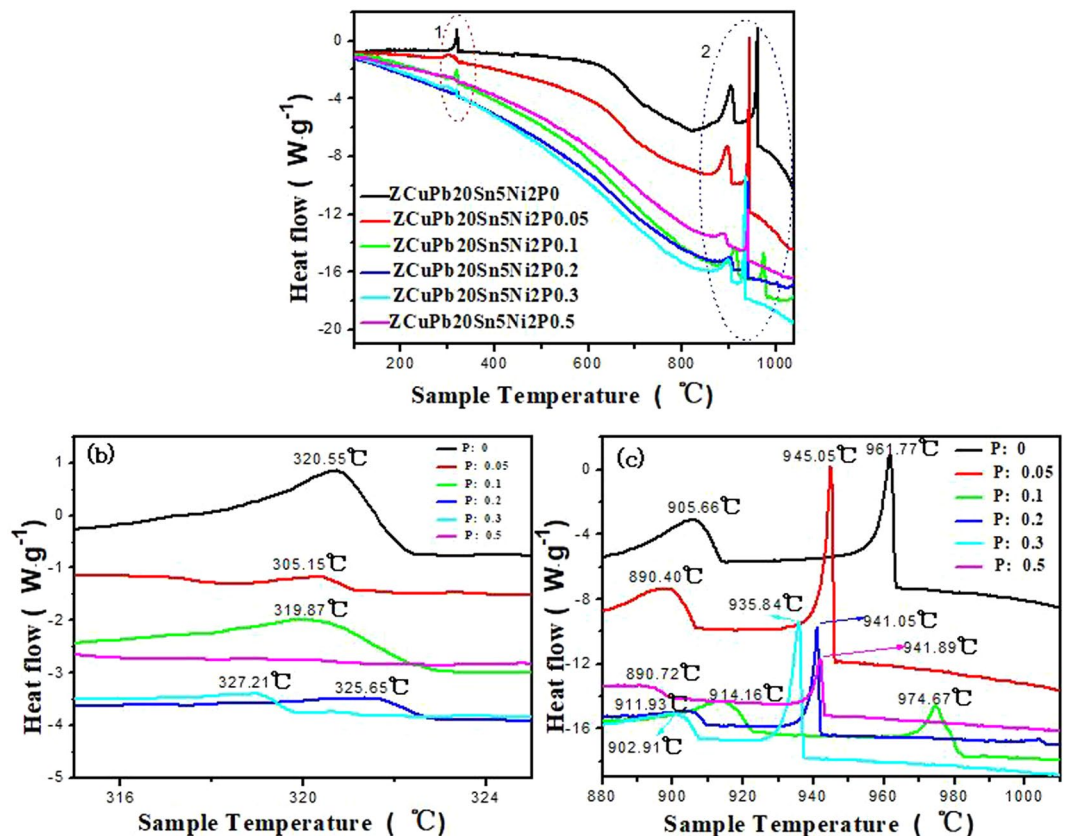 0
-4
-8
-12
-16
-20
Heat flow ( W·g⁻¹)
1
2
ZCuPb20Sn5Ni2P0
ZCuPb20Sn5Ni2P0.05
ZCuPb20Sn5Ni2P0.1
ZCuPb20Sn5Ni2P0.2
ZCuPb20Sn5Ni2P0.3
ZCuPb20Sn5Ni2P0.5
200 400 600 800 1000
Sample Temperature ( ℃)
(b)
1
0
-1
-2
-3
-4
-5
Heat flow ( W·g⁻¹)
320.55℃
305.15℃
319.87℃
327.21℃
325.65℃
P: 0
P: 0.05
P: 0.1
P: 0.2
P: 0.3
P: 0.5
316 320 324
Sample Temperature ( ℃)
(c)
0
-4
-8
-12
-16
Heat flow ( W·g⁻¹)
945.05℃
961.77℃
905.66℃
890.40℃
935.84℃
941.05℃
941.89℃
890.72℃
911.93℃
914.16℃
974.67℃
902.91℃
P: 0
P: 0.05
P: 0.1
P: 0.2
P: 0.3
P: 0.5
880 900 920 940 960 980 1000
Sample Temperature ( ℃)